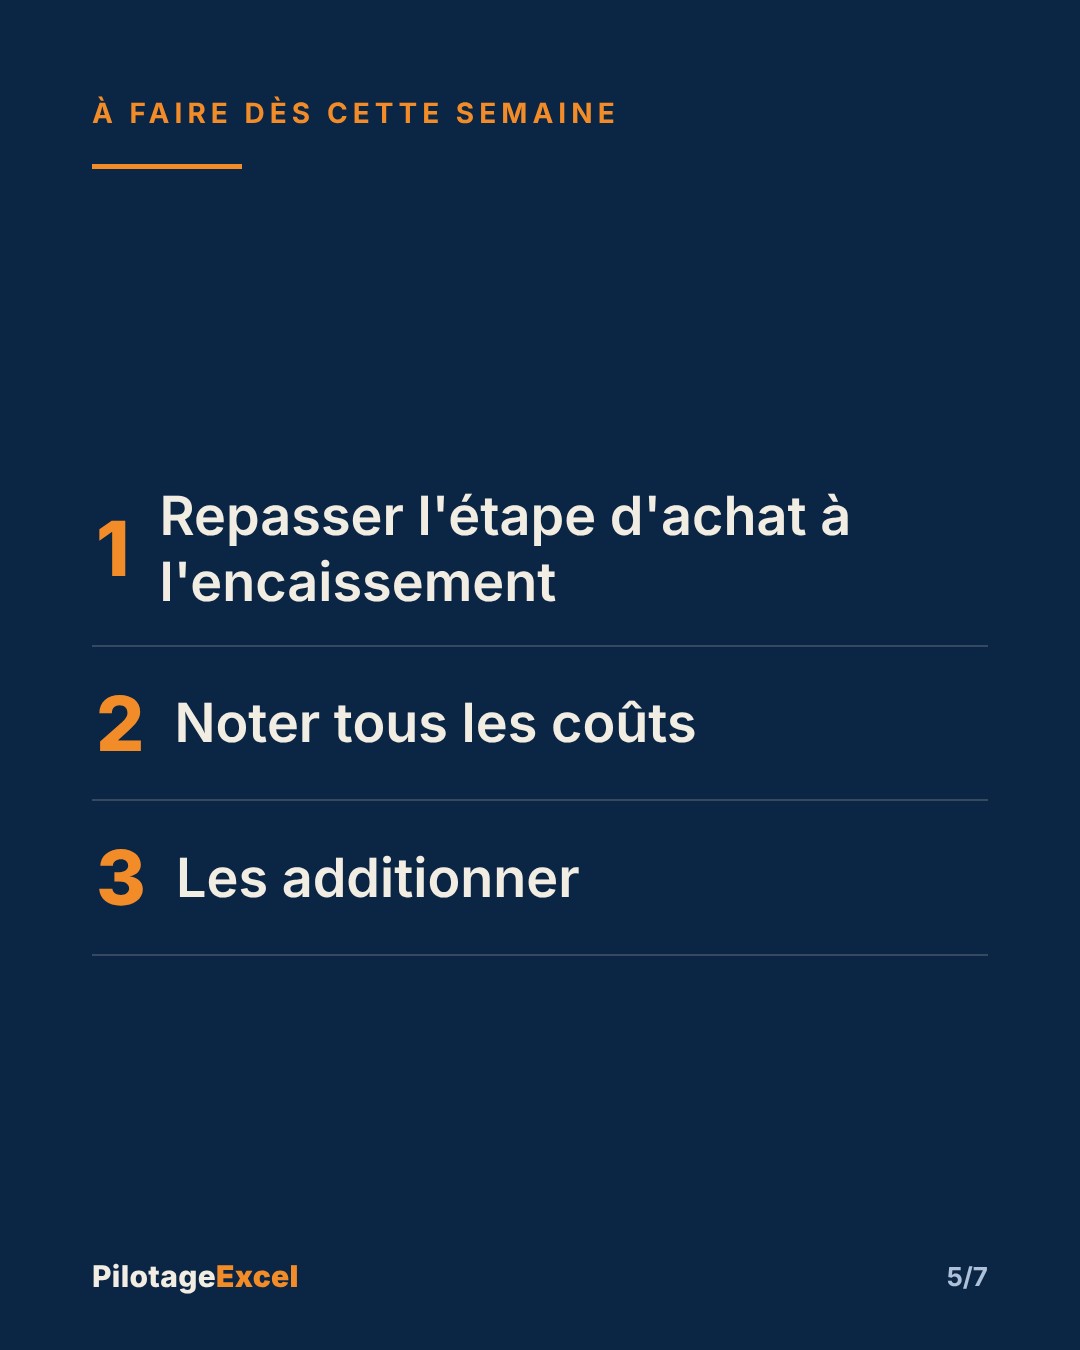 À FAIRE DÈS CETTE SEMAINE
1 Repasser l'étape d'achat à
l'encaissement
2 Noter tous les coûts
3 Les additionner
PilotageExcel
5/7